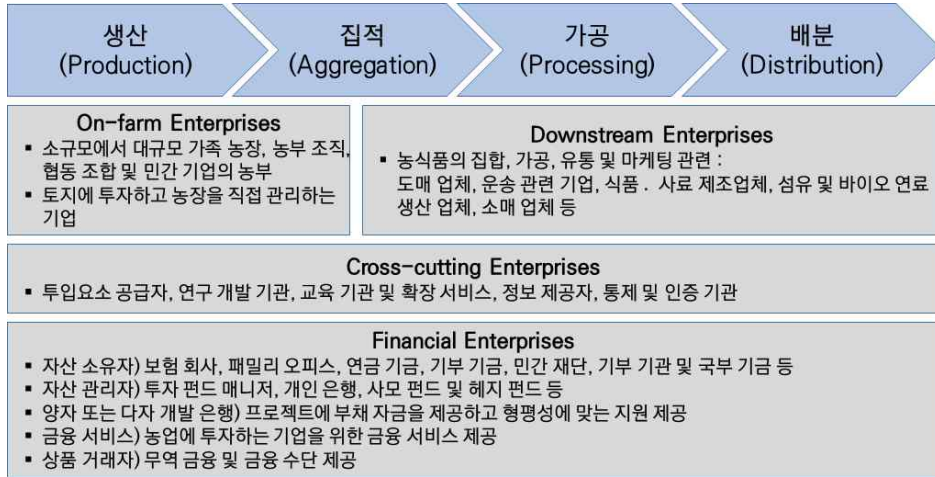 생산
(Production)
집적
(Aggregation)
가공
(Processing)
배분
(Distribution)
On-farm Enterprises
▪ 소규모에서 대규모 가족 농장, 농부 조직,
협동 조합 및 민간 기업의 농부
▪ 토지에 투자하고 농장을 직접 관리하는
기업
Downstream Enterprises
▪ 농식품의 집합, 가공, 유통 및 마케팅 관련 :
도매 업체, 운송 관련 기업, 식품 . 사료 제조업체, 섬유 및 바이오 연료
생산 업체, 소매 업체 등
Cross-cutting Enterprises
▪ 투입요소 공급자, 연구 개발 기관, 교육 기관 및 확장 서비스, 정보 제공자, 통제 및 인증 기관
Financial Enterprises
▪ 자산 소유자) 보험 회사, 패밀리 오피스, 연금 기금, 기부 기금, 민간 재단, 기부 기관 및 국부 기금 등
▪ 자산 관리자) 투자 펀드 매니저, 개인 은행, 사모 펀드 및 헤지 펀드 등
▪ 양자 또는 다자 개발 은행) 프로젝트에 부채 자금을 제공하고 형평성에 맞는 지원 제공
▪ 금융 서비스) 농업에 투자하는 기업을 위한 금융 서비스 제공
▪ 상품 거래자) 무역 금융 및 금융 수단 제공